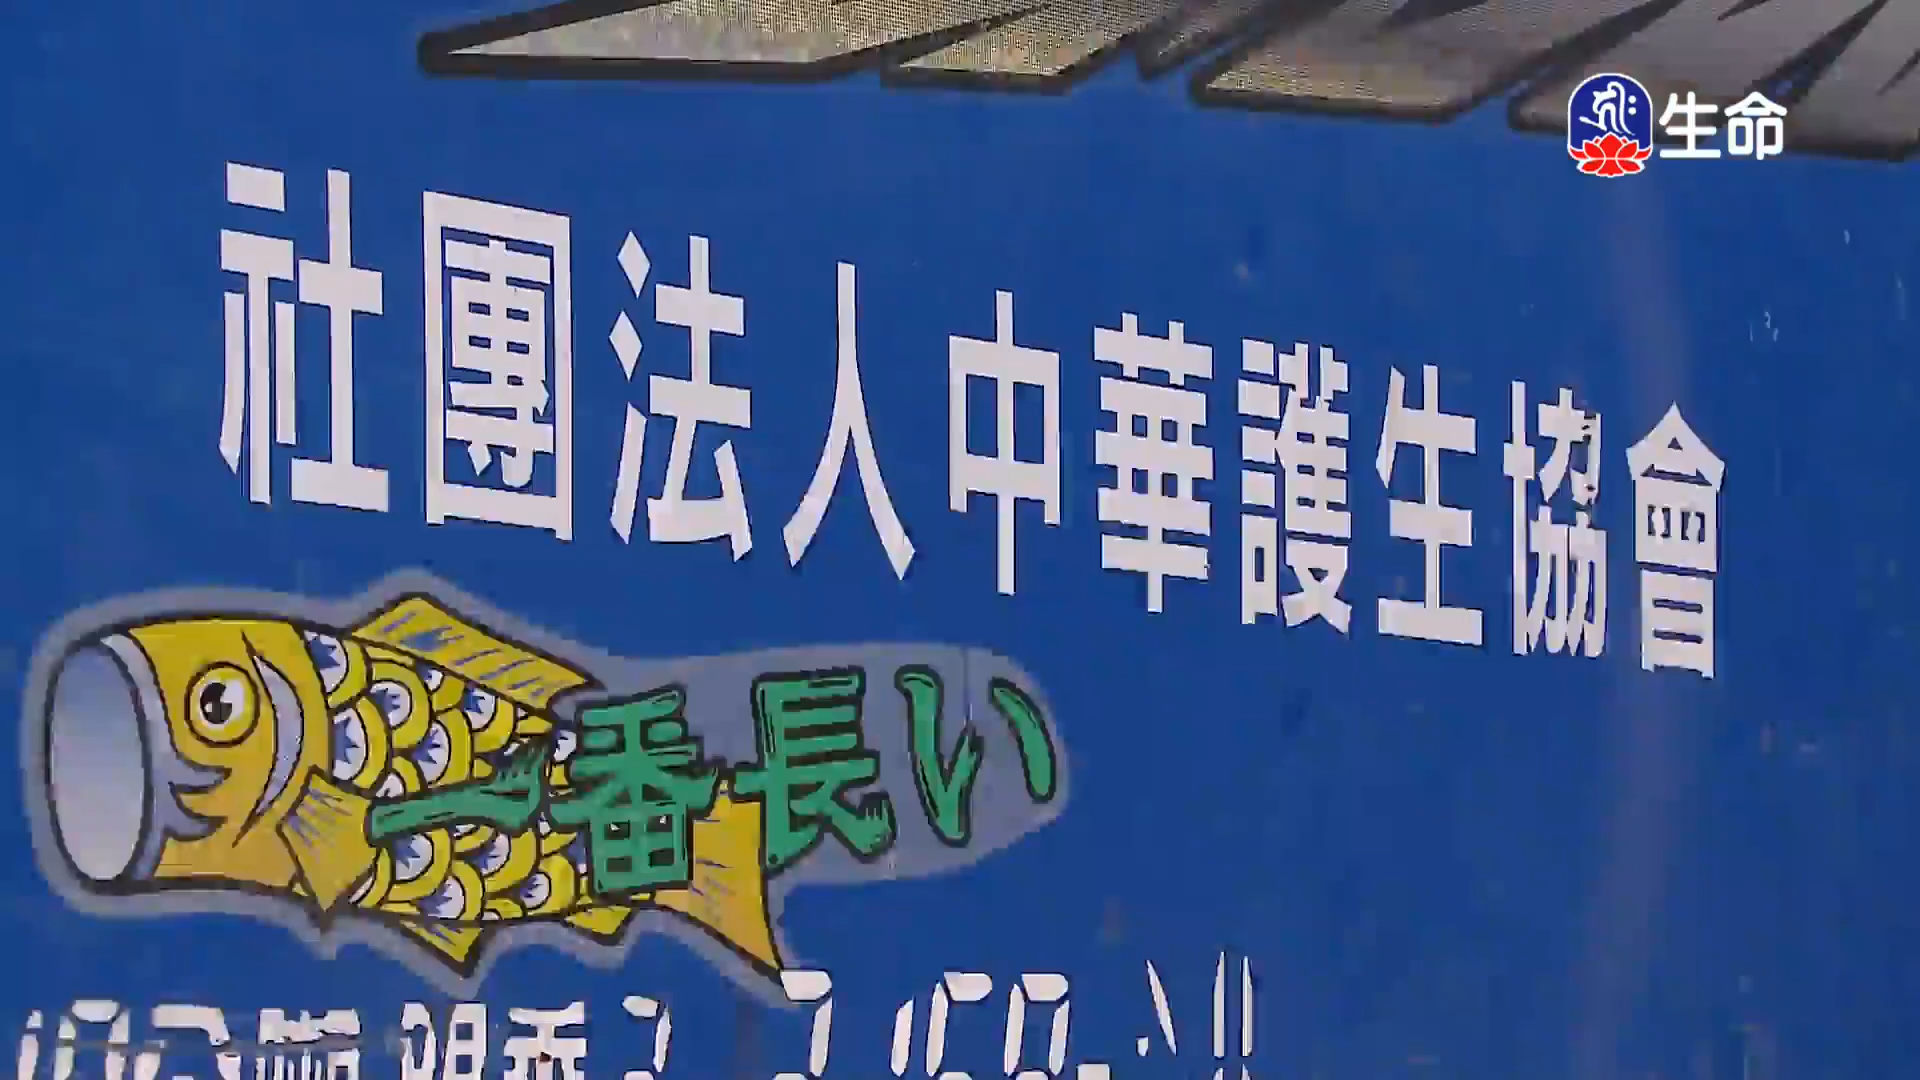 生命
社團法人中華護生協會
一番長い